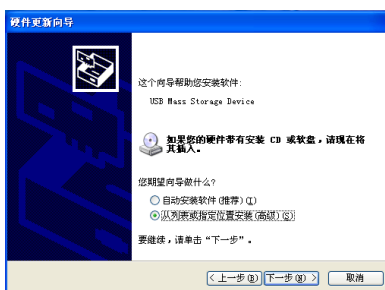 硬件更新向导
这个向导帮助您安装软件:
USB Mass Storage Device
如果您的硬件带有安装 CD 或软盘，请现在将
其插入。
您期望向导做什么?
自动安装软件(推荐)(I)
从列表或指定位置安装(高级)(S)
要继续，请单击“下一步”。
< 上一步(B) 下一步(N) > 取消